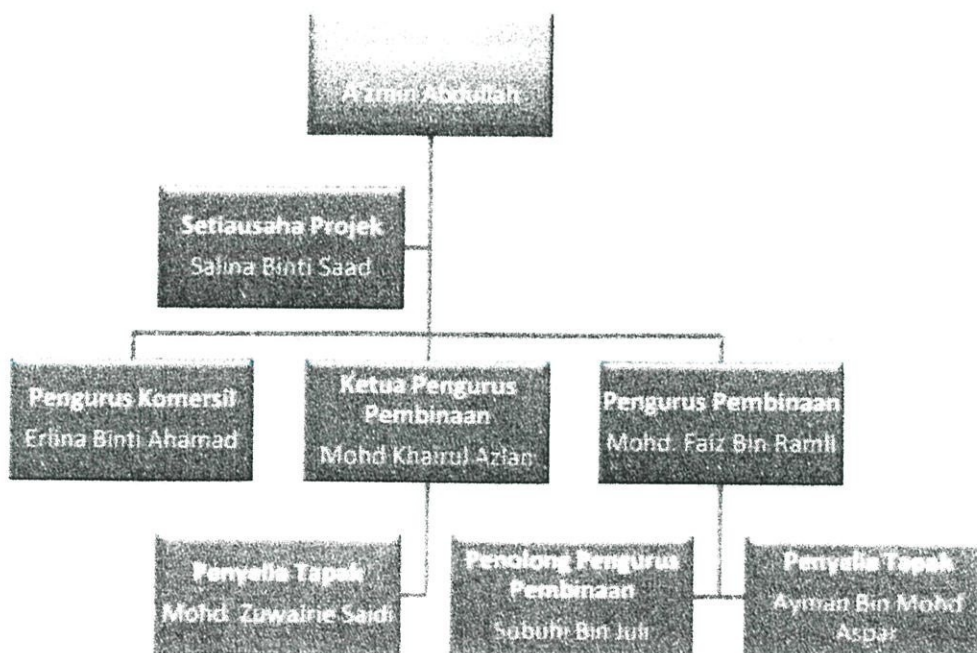 A'zmin Abdullah
Setiausaha Projek
Salina Binti Saad
Pengurus Komersil
Erlina Binti Ahamad
Ketua Pengurus
Pembinaan
Mohd Khairul Azlan
Pengurus Pembinaan
Mohd. Faiz Bin Ramli
Penyelia Tapak
Mohd. Zuwairie Saidi
Penolong Pengurus
Pembinaan
Subuhi Bin Juli
Penyelia Tapak
Ayman Bin Mohd
Aspar